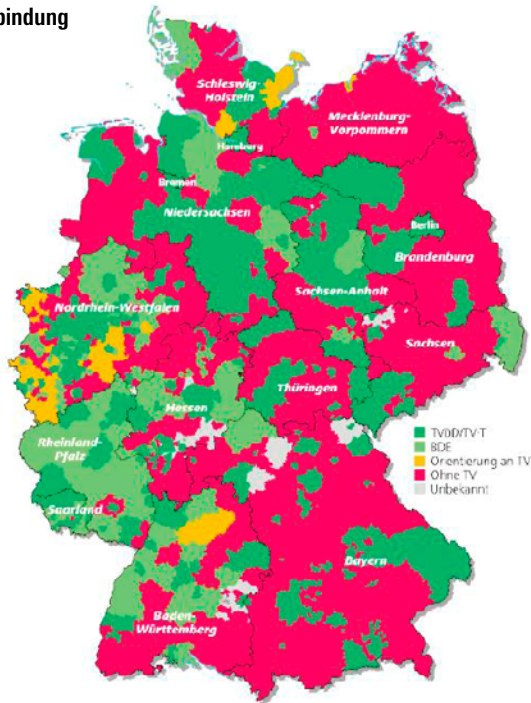 bindung
Schleswig-
Holstein
Mecklenburg-
Vorpommern
Hamburg
Bremen
Niedersachsen
Berlin
Brandenburg
Sachsen-Anhalt
Nordrhein-Westfalen
Sachsen
Thüringen
Hessen
Rheinland-
Pfalz
TVöD/TV-T
BDE
Orientierung an TV
Ohne TV
Unbekannt
Saarland
Bayern
Baden-
Württemberg